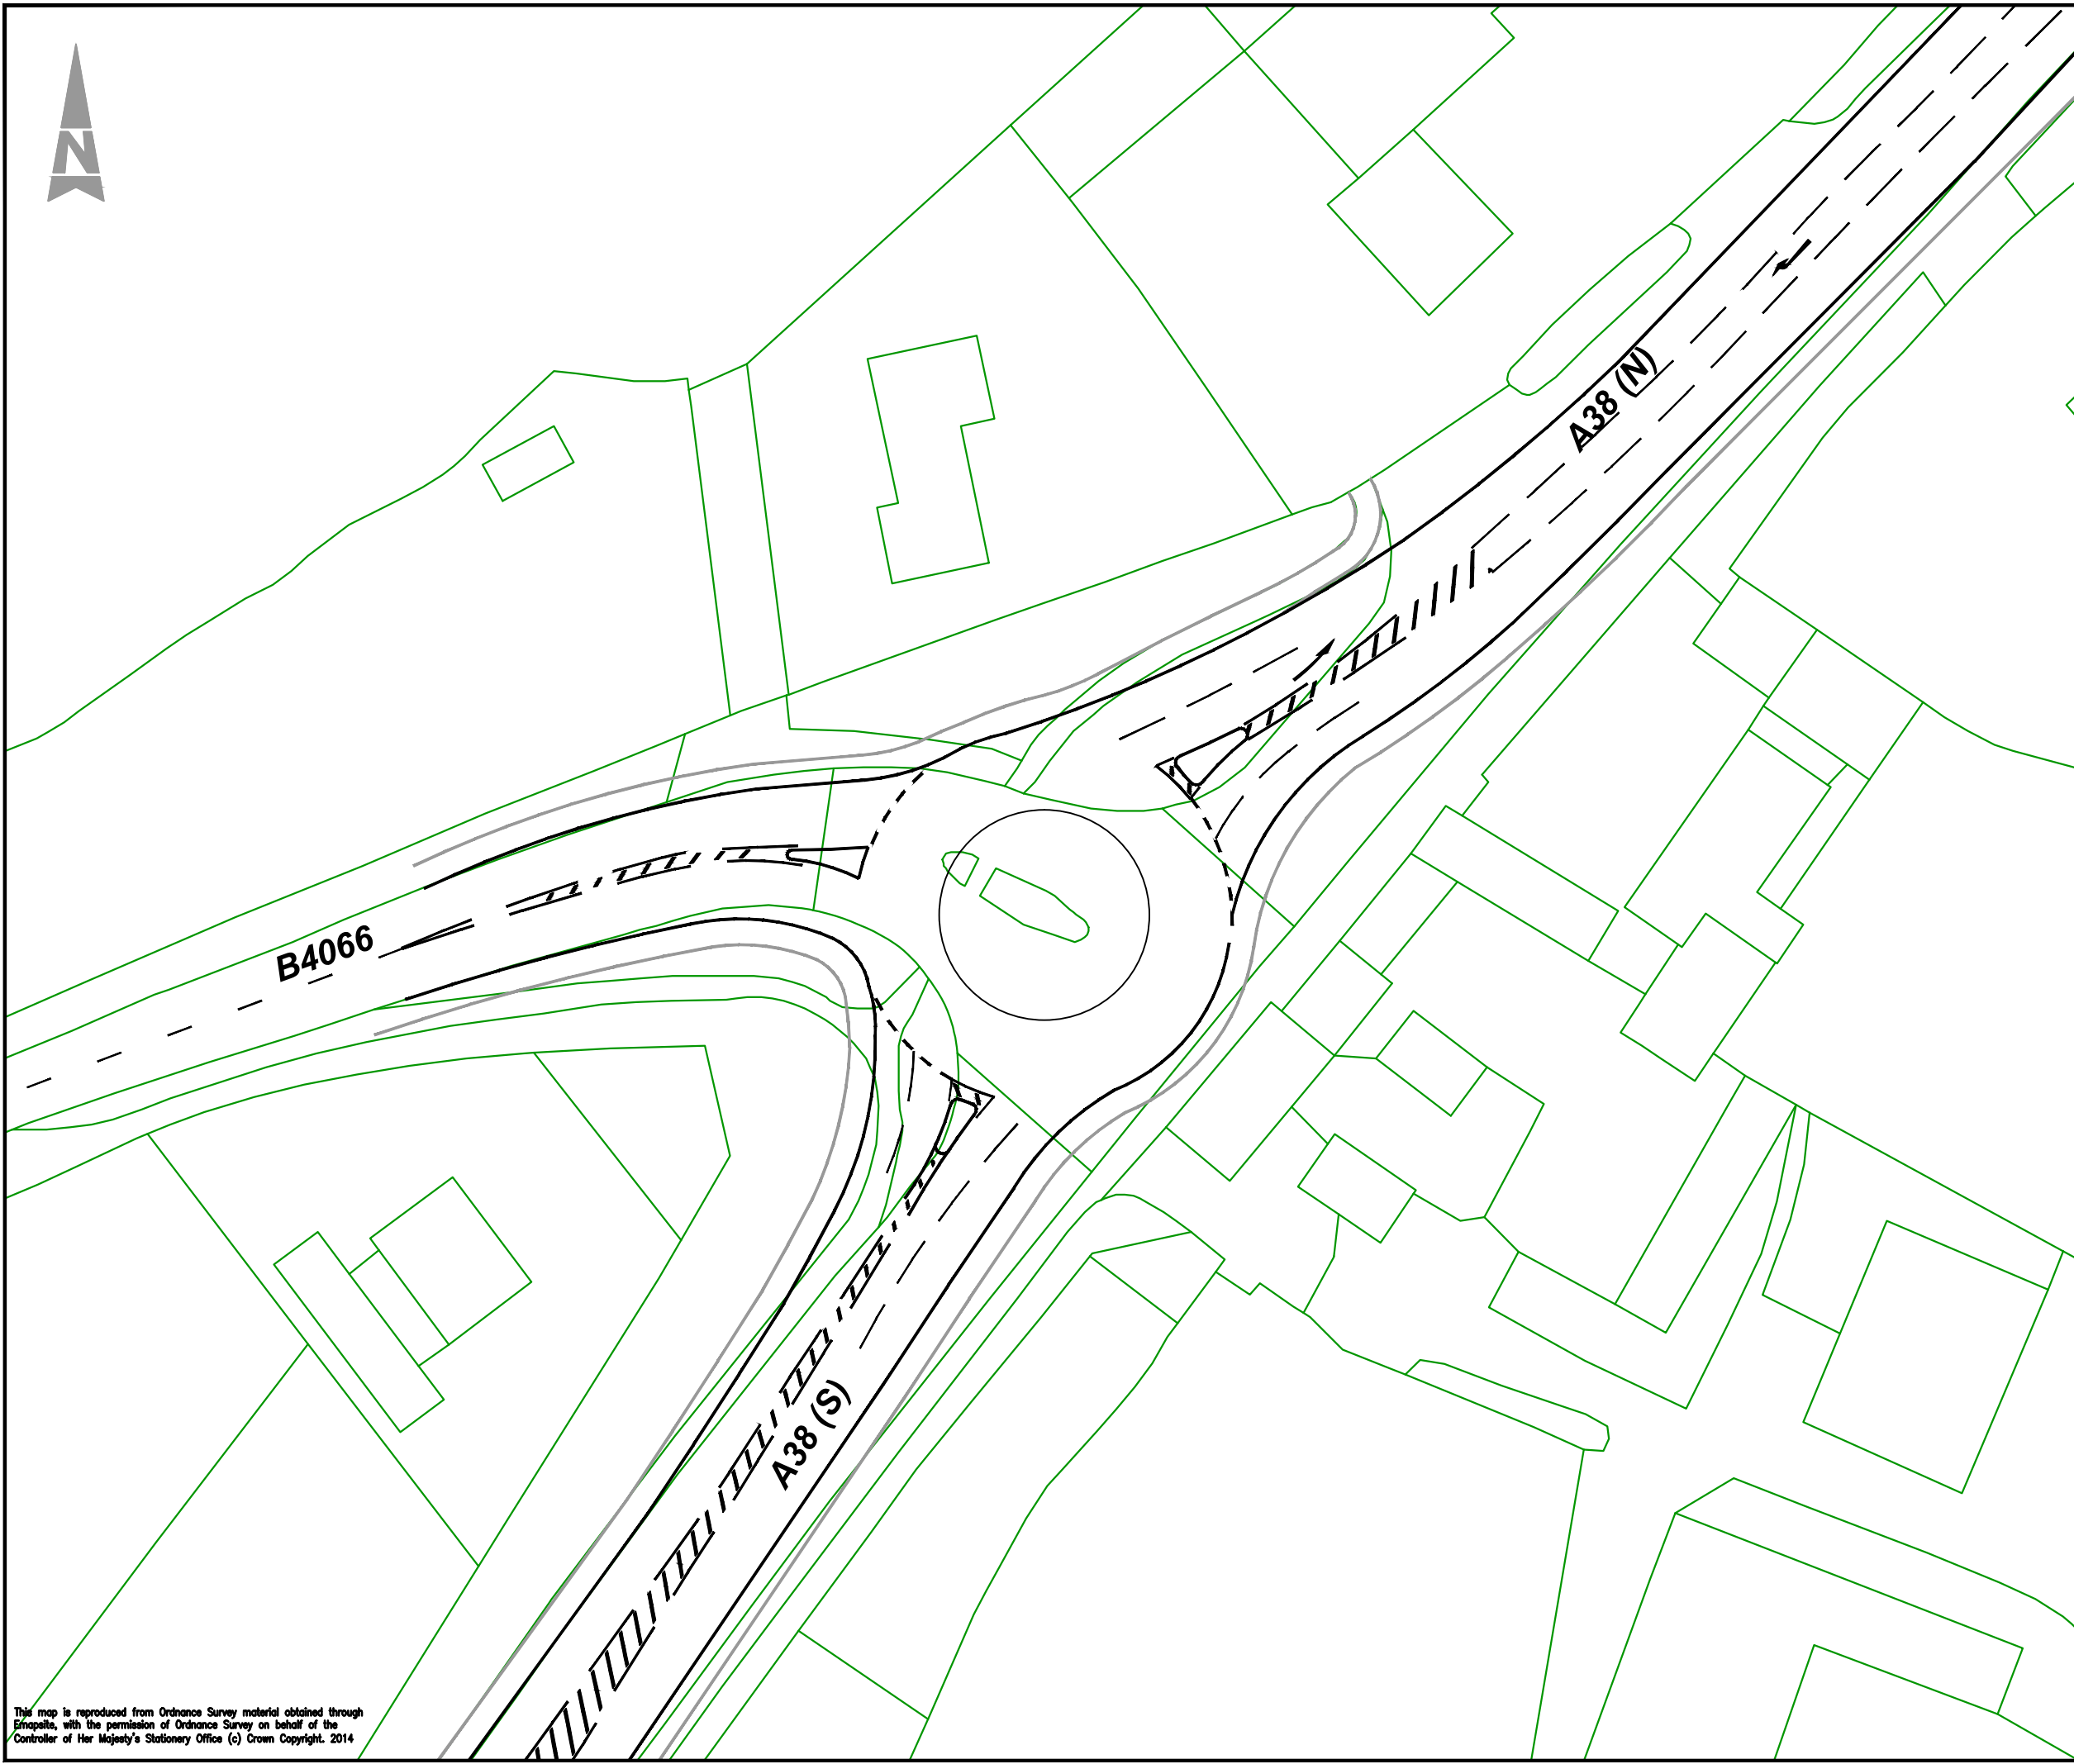 N
A38 (N)
B4066
A38 (S)
This map is reproduced from Ordnance Survey material obtained through
Emapsite, with the permission of Ordnance Survey on behalf of the
Controller of Her Majesty's Stationery Office (c) Crown Copyright. 2014